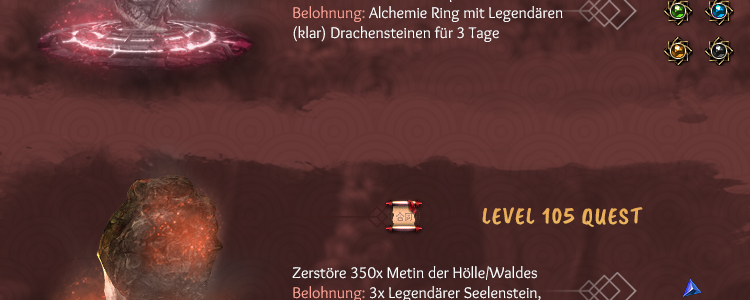 Belohnung: Alchemie Ring mit Legendären
(klar) Drachensteinen für 3 Tage
LEVEL 105 QUEST
Zerstöre 350x Metin der Hölle/Waldes
Belohnung: 3x Legendärer Seelenstein,